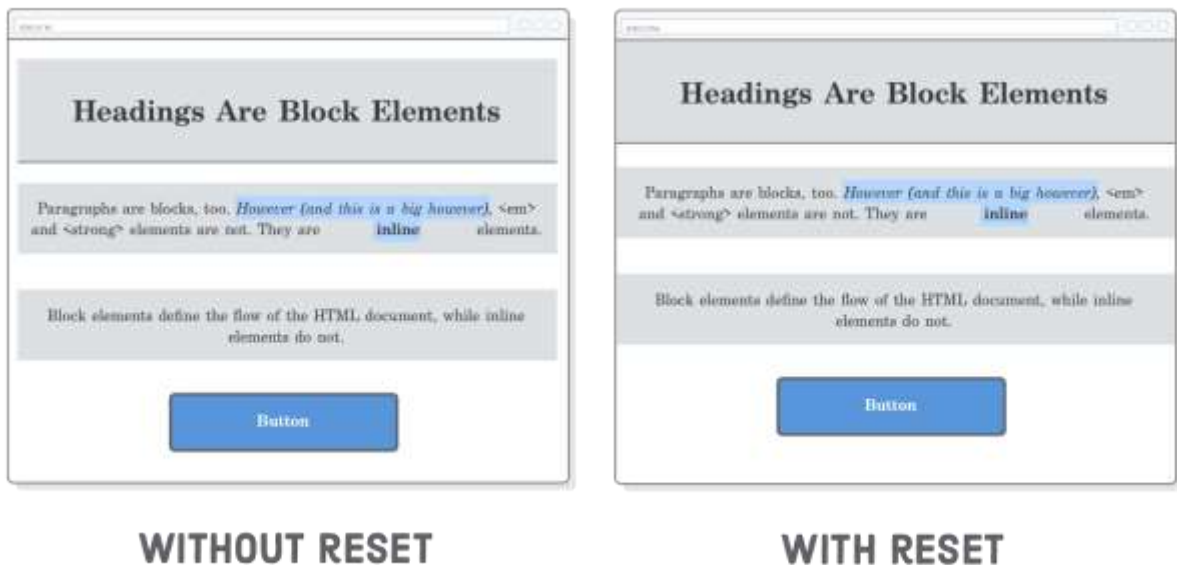 Headings Are Block Elements
Paragraphs are blocks, too. However (and this is a big however), <em>
and <strong> elements are not. They are inline elements.
Block elements define the flow of the HTML document, while inline
elements do not.
Button
WITHOUT RESET
Headings Are Block Elements
Paragraphs are blocks, too. However (and this is a big however), <em>
and <strong> elements are not. They are inline elements.
Block elements define the flow of the HTML document, while inline
elements do not.
Button
WITH RESET